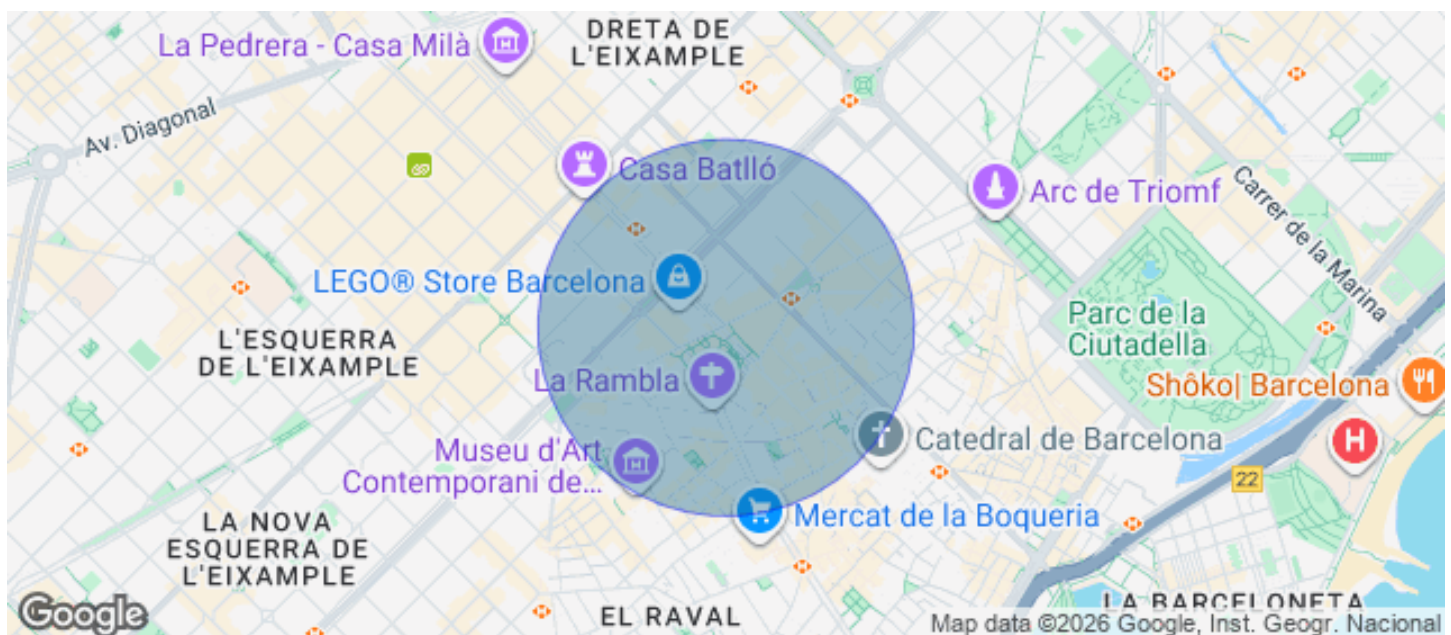 La Pedrera - Casa Milà
DRETA DE
L'EIXAMPLE
Av. Diagonal
Casa Batlló
Arc de Triomf
Carrer de la Marina
LEGO® Store Barcelona
L'ESQUERRA
DE L'EIXAMPLE
Parc de la
Ciutadella
La Rambla
Shôko| Barcelona
Museu d'Art
Contemporani de...
Catedral de Barcelona
H
22
Mercat de la Boqueria
LA NOVA
ESQUERRA DE
L'EIXAMPLE
EL RAVAL
LA BARCELONETA
Google
Map data ©2026 Google, Inst. Geogr. Nacional